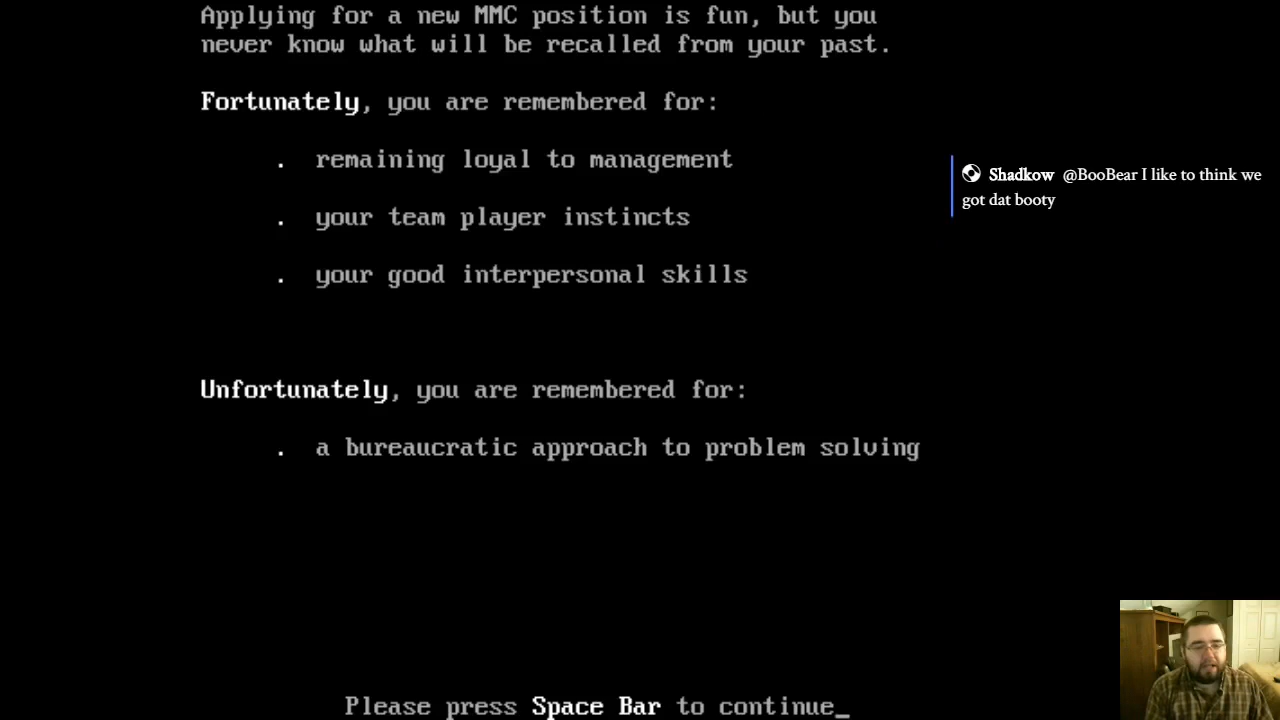 Applying for a new MMC position is fun, but you
never know what will be recalled from your past.
Fortunately, you are remembered for:
. remaining loyal to management
. your team player instincts
. your good interpersonal skills
Unfortunately, you are remembered for:
. a bureaucratic approach to problem solving
Please press Space Bar to continue_
Shadkow @BooBear I like to think we
got dat booty